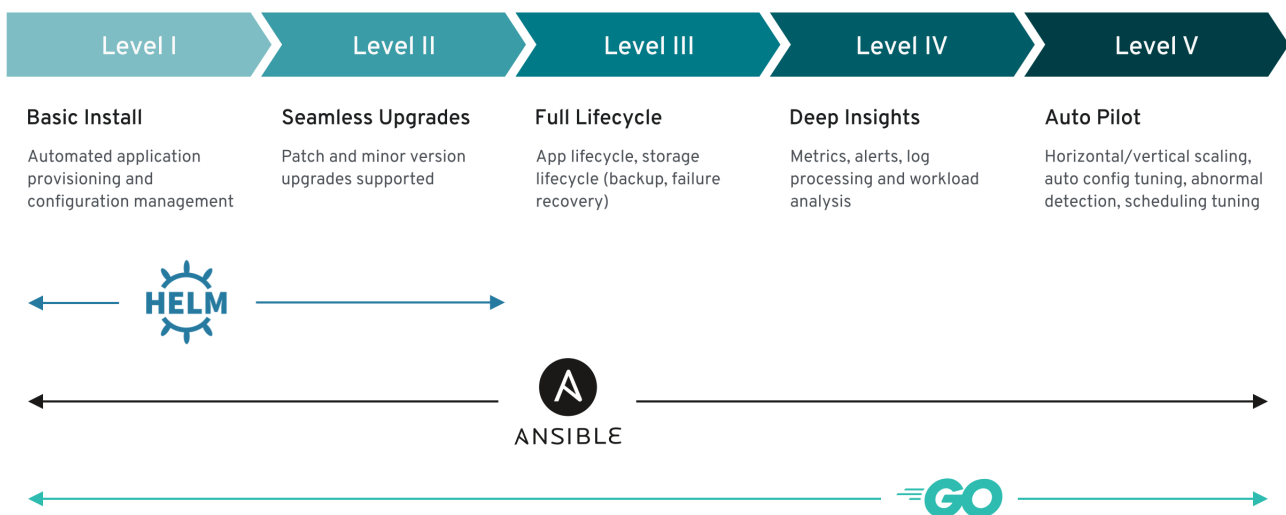 Level I
Level II
Level III
Level IV
Level V
Basic Install
Automated application
provisioning and
configuration management
Seamless Upgrades
Patch and minor version
upgrades supported
Full Lifecycle
App lifecycle, storage
lifecycle (backup, failure
recovery)
Deep Insights
Metrics, alerts, log
processing and workload
analysis
Auto Pilot
Horizontal/vertical scaling,
auto config tuning, abnormal
detection, scheduling tuning
HELM
A
ANSIBLE
GO